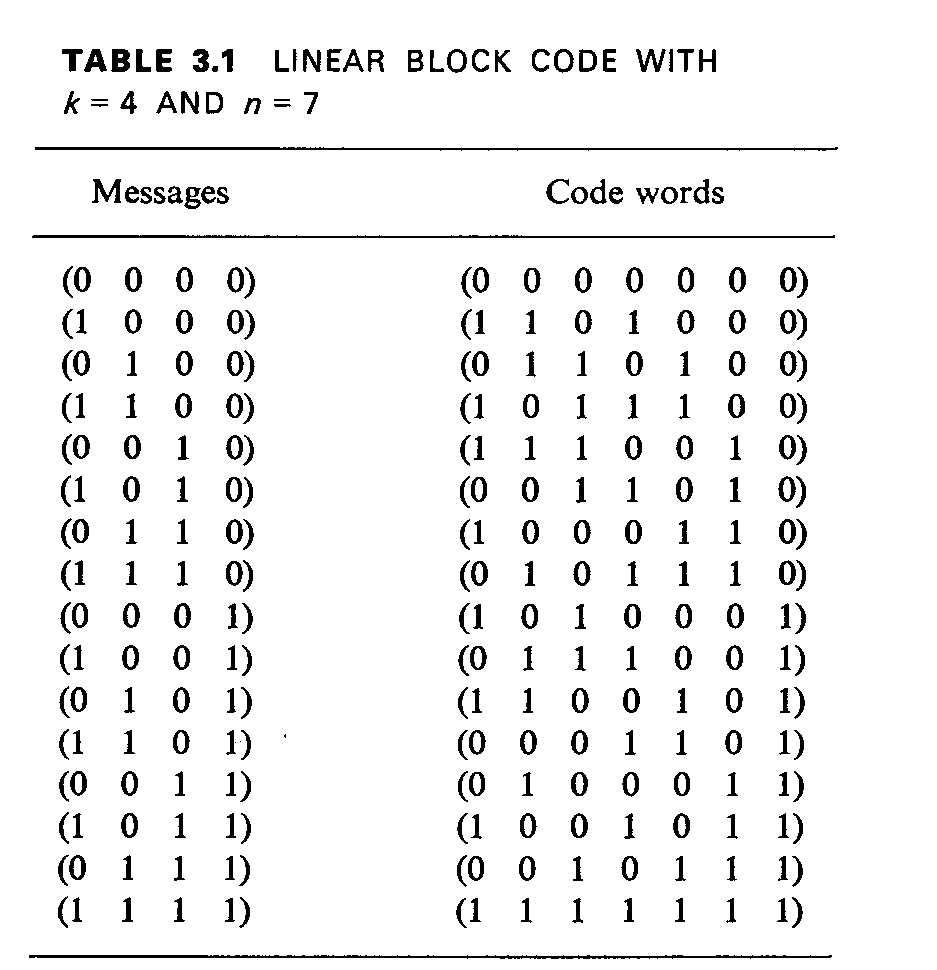 TABLE 3.1 LINEAR BLOCK CODE WITH
k = 4 AND n = 7
Messages Code words
(0 0 0 0) (0 0 0 0 0 0 0)
(1 0 0 0) (1 1 0 1 0 0 0)
(0 1 0 0) (0 1 1 0 1 0 0)
(1 1 0 0) (1 0 1 1 1 0 0)
(0 0 1 0) (1 1 1 0 0 1 0)
(1 0 1 0) (0 0 1 1 0 1 0)
(0 1 1 0) (1 0 0 0 1 1 0)
(1 1 1 0) (0 1 0 1 1 1 0)
(0 0 0 1) (1 0 1 0 0 0 1)
(1 0 0 1) (0 1 1 1 0 0 1)
(0 1 0 1) (1 1 0 0 1 0 1)
(1 1 0 1) (0 0 0 1 1 0 1)
(0 0 1 1) (0 1 0 0 0 1 1)
(1 0 1 1) (1 0 0 1 0 1 1)
(0 1 1 1) (0 0 1 0 1 1 1)
(1 1 1 1) (1 1 1 1 1 1 1)